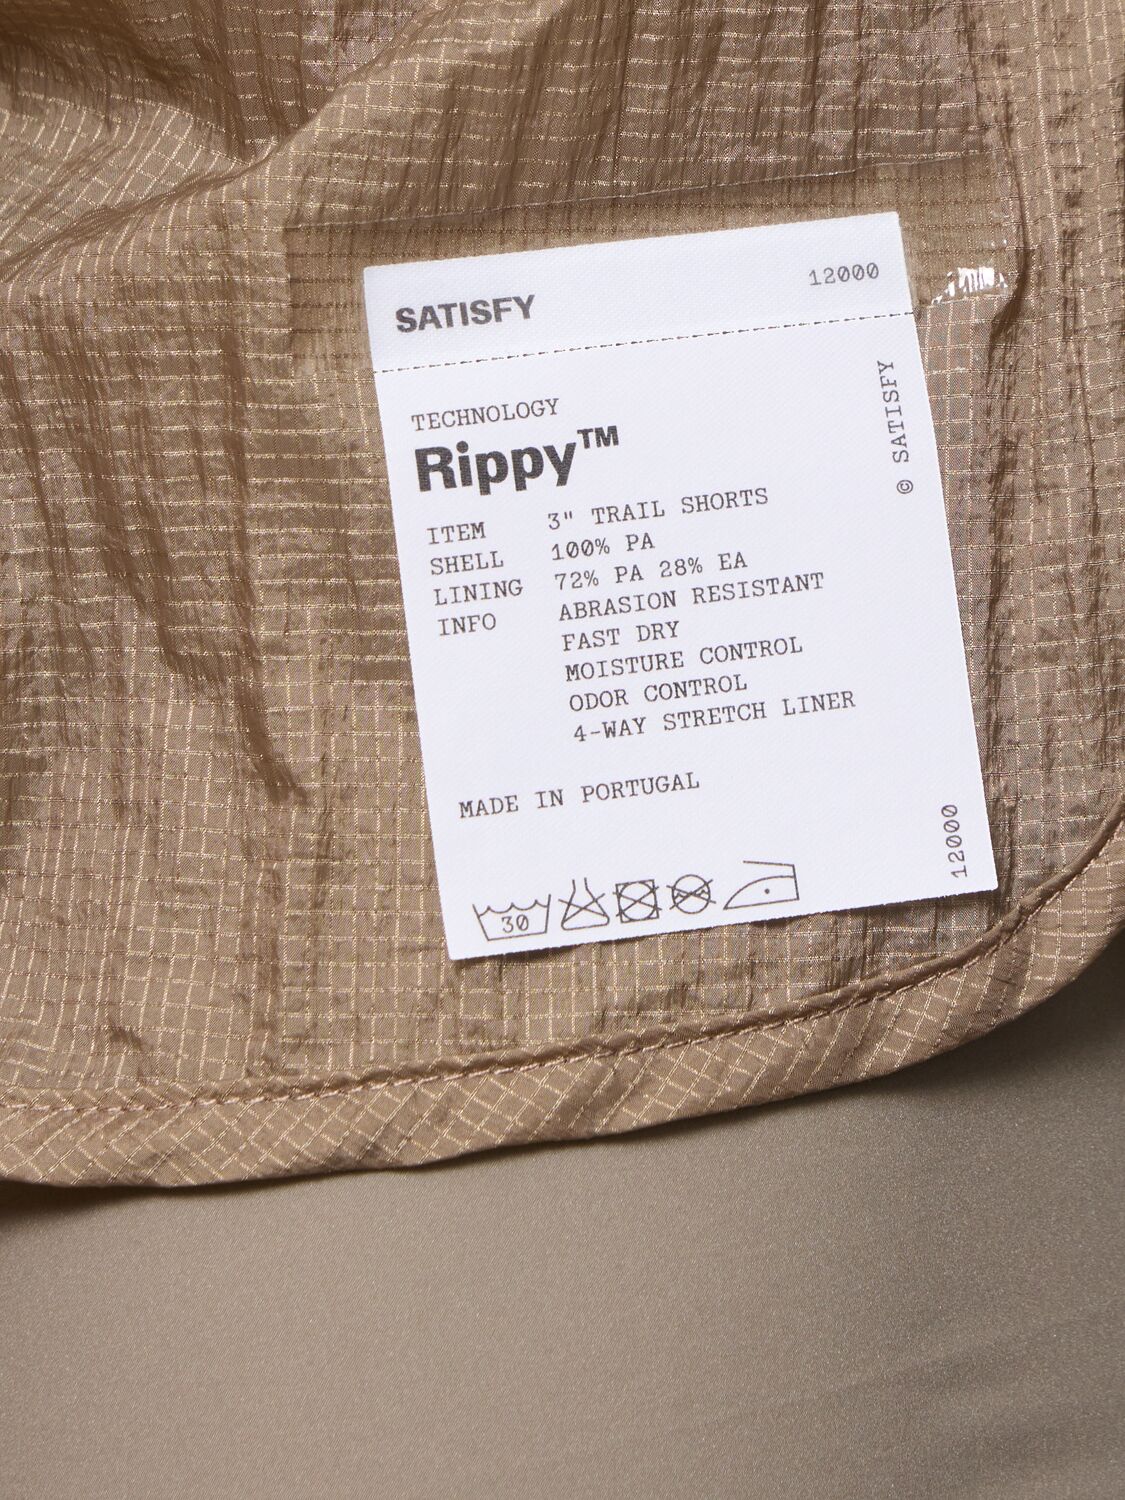 SATISFY 12000
TECHNOLOGY
Rippy™
ITEM 3" TRAIL SHORTS
SHELL 100% PA
LINING 72% PA 28% EA
INFO ABRASION RESISTANT
FAST DRY
MOISTURE CONTROL
ODOR CONTROL
4-WAY STRETCH LINER
MADE IN PORTUGAL
30
© SATISFY
12000